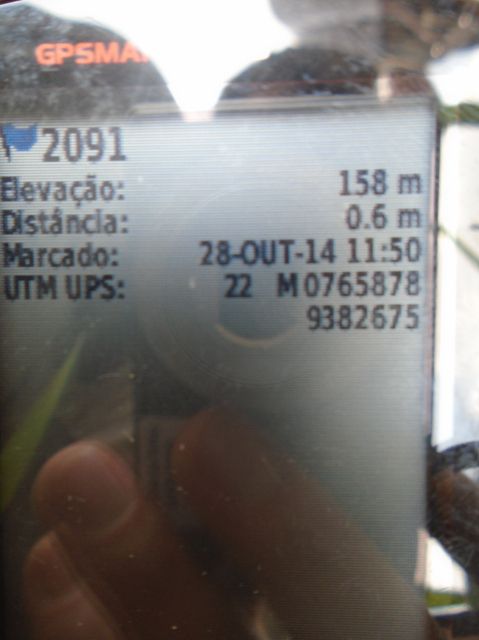 GPSMA
2091
Elevação: 158 m
Distância: 0.6 m
Marcado: 28-OUT-14 11:50
UTM UPS: 22 M 0765878
9382675